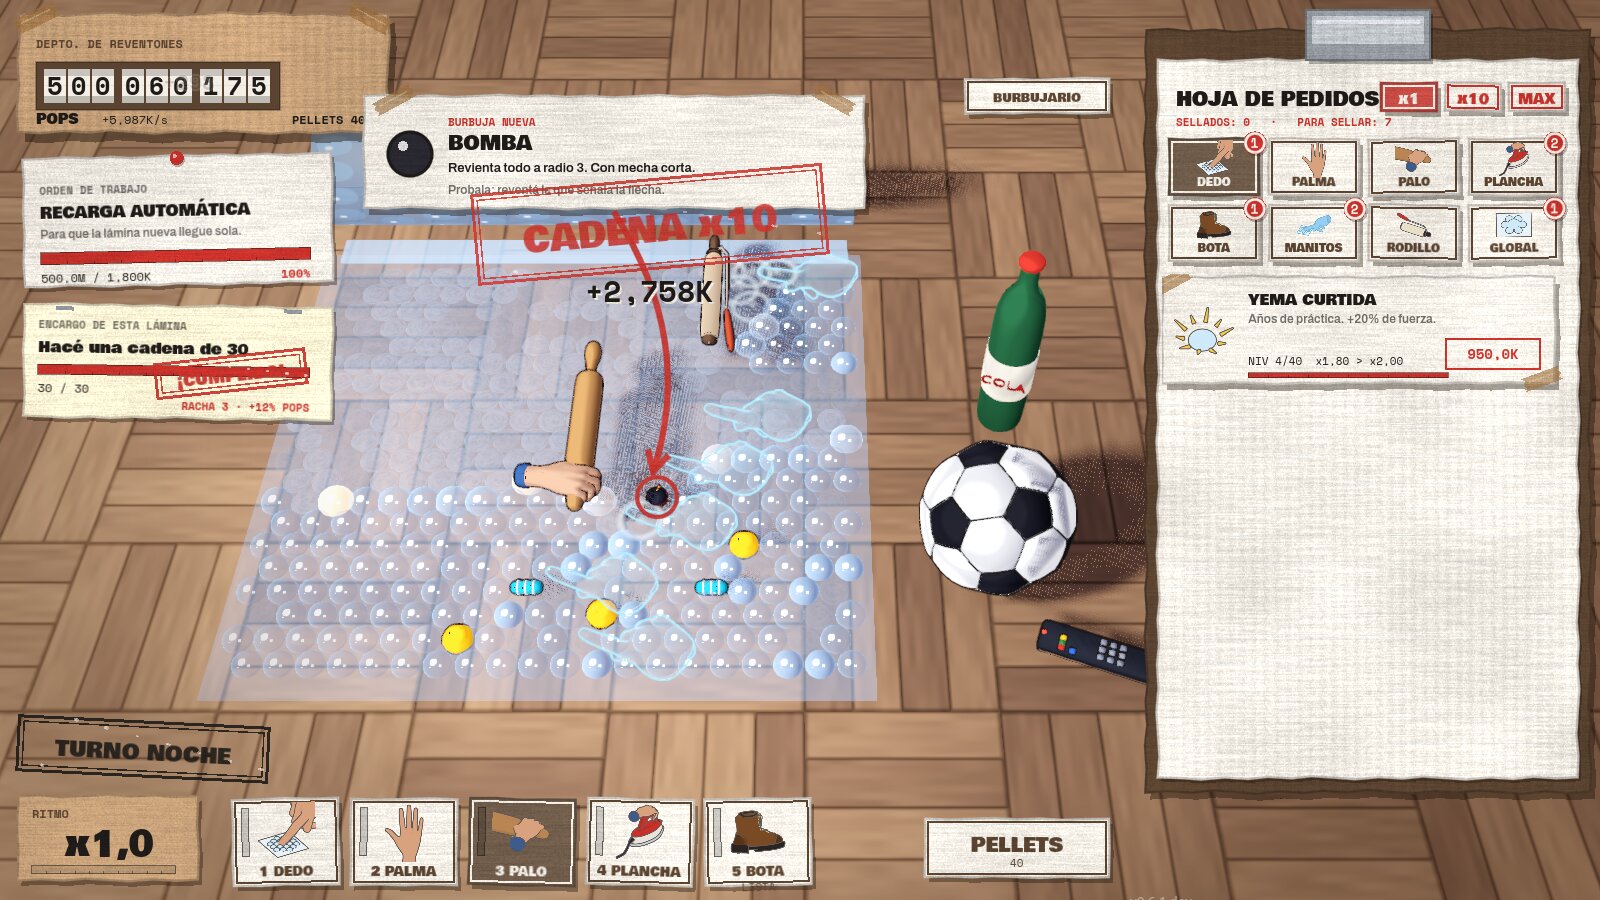 DEPTO. DE REVENTONES
500 060 175
POPS +5,987K/s PELLETS 40
ORDEN DE TRABAJO
RECARGA AUTOMÁTICA
Para que la lámina nueva llegue sola.
500.0M / 1,800K 100%
ENCARGO DE ESTA LÁMINA
Hacé una cadena de 30
30 / 30
RACHA 3 · +12% POPS
BURBUJA NUEVA
BOMBA
Revienta todo a radio 3. Con mecha corta.
Probala: reventá lo que señala la flecha.
CADENA x10
+2,758K
BURBUJARIO
COLA
HOJA DE PEDIDOS x1 x10 MAX
SELLADOS: 0 · PARA SELLAR: 7
1 2
DEDO PALMA PALO PLANCHA
1 2 1
BOTA MANITOS RODILLO GLOBAL
YEMA CURTIDA
Años de práctica. +20% de fuerza.
NIV 4/40 x1,80 > x2,00 950,0K
TURNO NOCHE
RITMO
x1,0
1 DEDO 2 PALMA 3 PALO 4 PLANCHA 5 BOTA
PELLETS
40